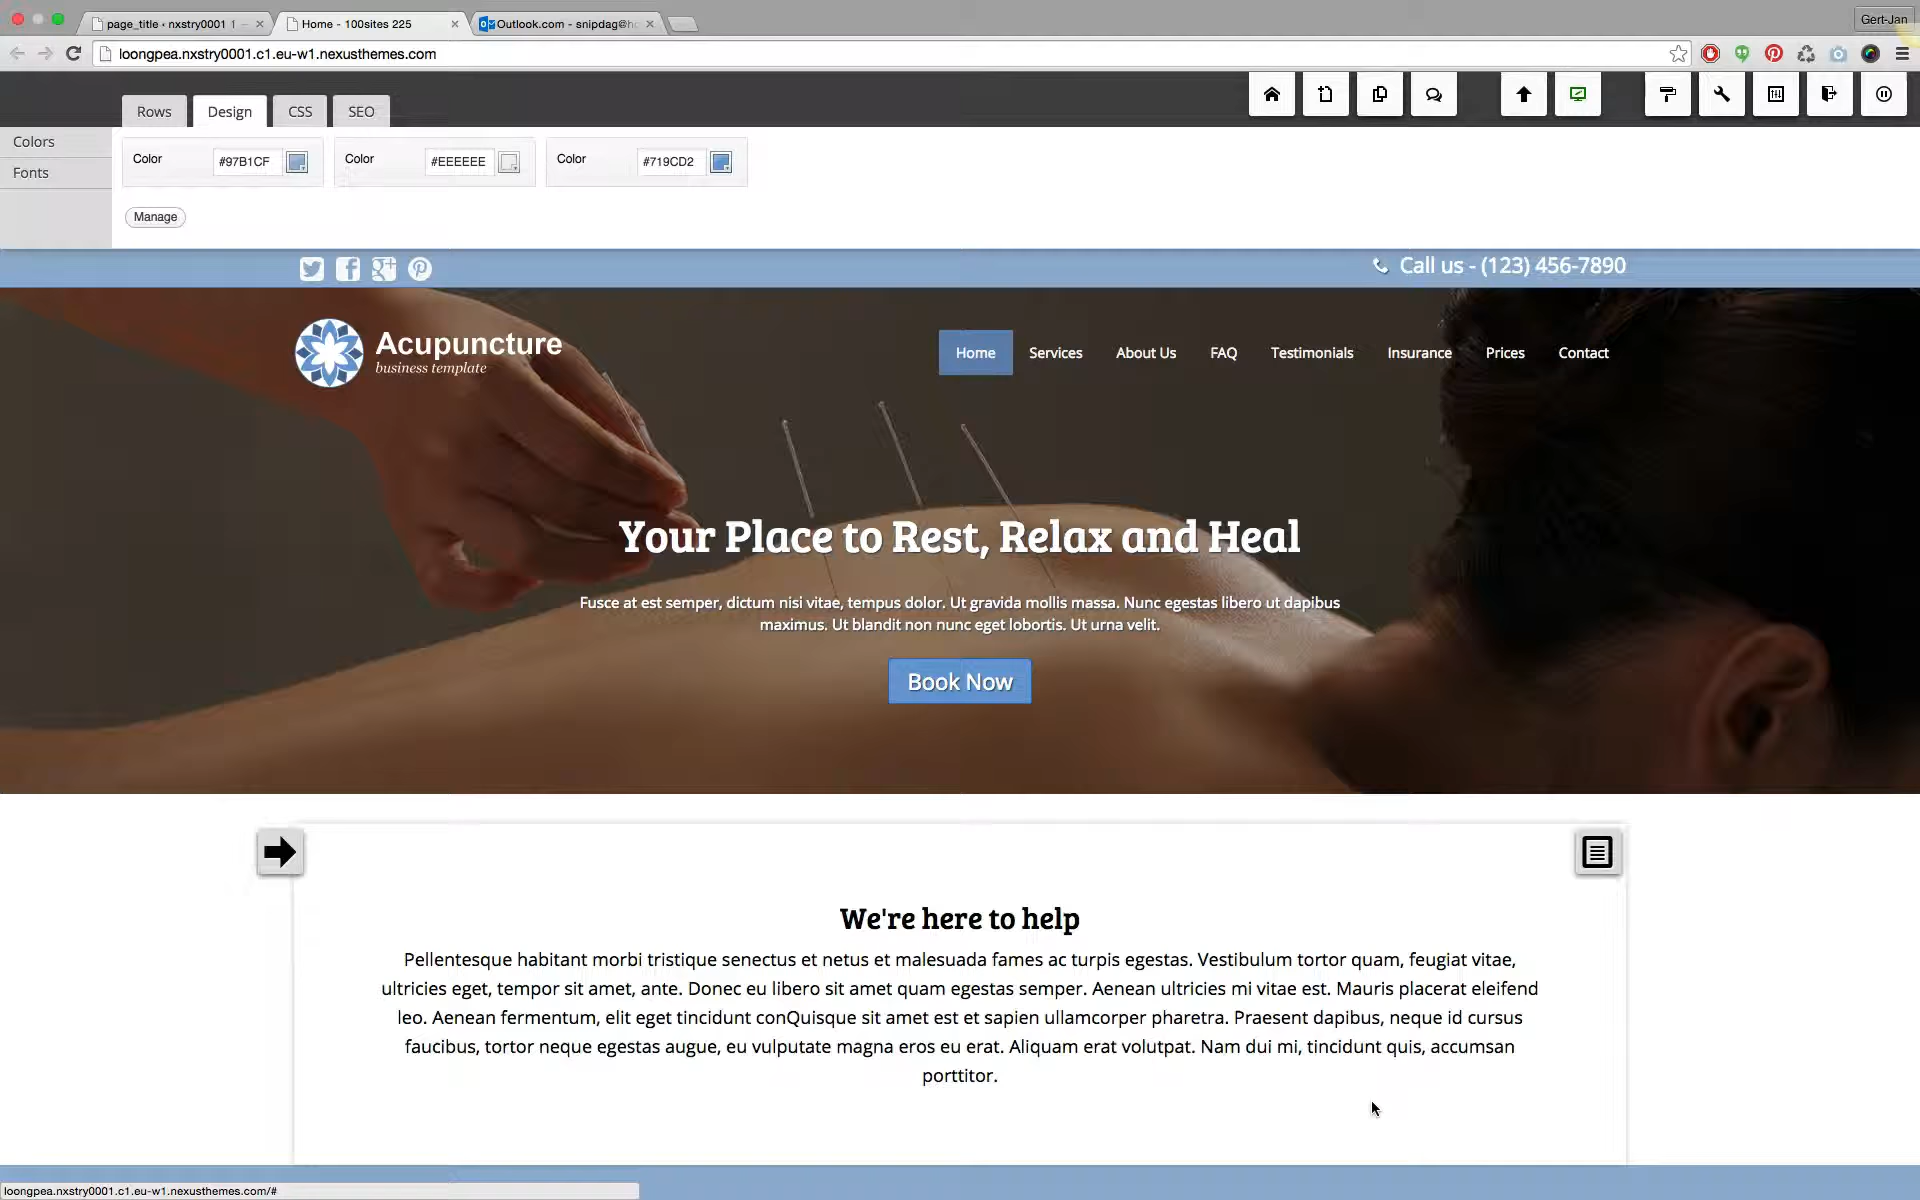 page_title · nxstry0001 1
Home - 100sites 225
Outlook.com - snipdag@h
Gert-Jan
loongpea.nxstry0001.c1.eu-w1.nexusthemes.com
Rows
Design
CSS
SEO
Colors
Fonts
Color
#97B1CF
Color
#EEEEEE
Color
#719CD2
Manage
Call us - (123) 456-7890
Acupuncture
business template
Home
Services
About Us
FAQ
Testimonials
Insurance
Prices
Contact
Your Place to Rest, Relax and Heal
Fusce at est semper, dictum nisi vitae, tempus dolor. Ut gravida mollis massa. Nunc egestas libero ut dapibus
maximus. Ut blandit non nunc eget lobortis. Ut urna velit.
Book Now
We're here to help
Pellentesque habitant morbi tristique senectus et netus et malesuada fames ac turpis egestas. Vestibulum tortor quam, feugiat vitae,
ultricies eget, tempor sit amet, ante. Donec eu libero sit amet quam egestas semper. Aenean ultricies mi vitae est. Mauris placerat eleifend
leo. Aenean fermentum, elit eget tincidunt conQuisque sit amet est et sapien ullamcorper pharetra. Praesent dapibus, neque id cursus
faucibus, tortor neque egestas augue, eu vulputate magna eros eu erat. Aliquam erat volutpat. Nam dui mi, tincidunt quis, accumsan
porttitor.
loongpea.nxstry0001.c1.eu-w1.nexusthemes.com/#